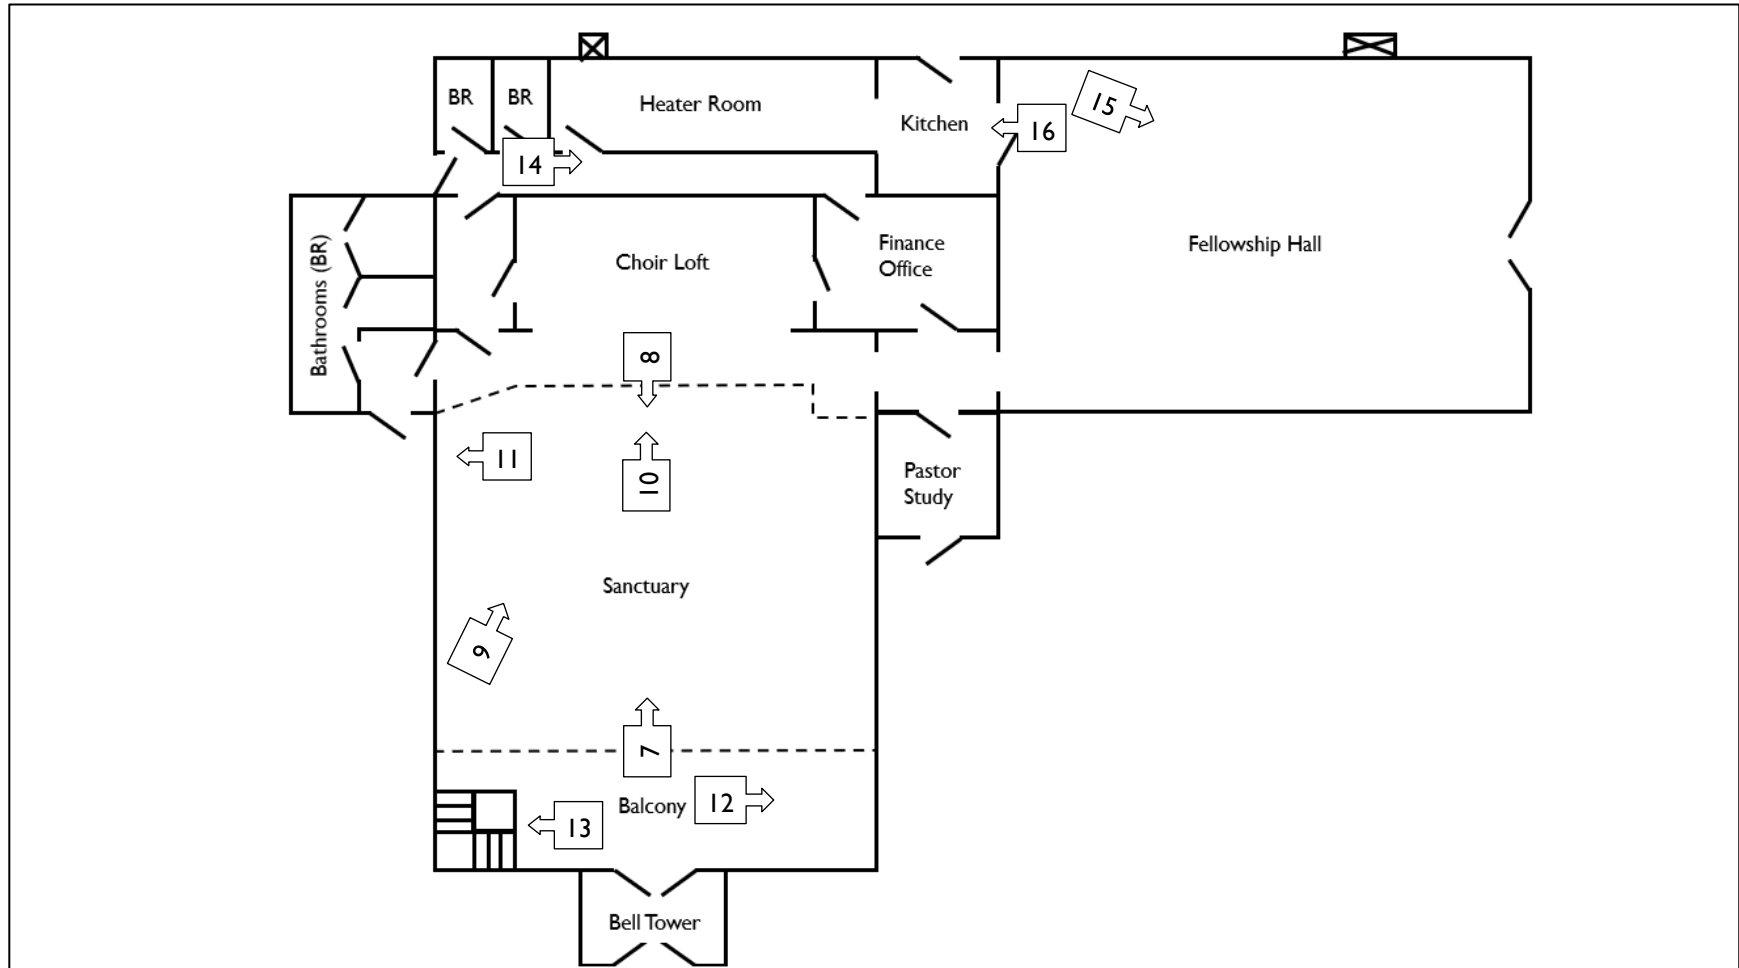 BR
BR
Heater Room
Kitchen
15
16
14
Bathrooms (BR)
Choir Loft
Finance
Office
Fellowship Hall
8
11
10
Pastor
Study
Sanctuary
9
7
Balcony
12
13
Bell Tower